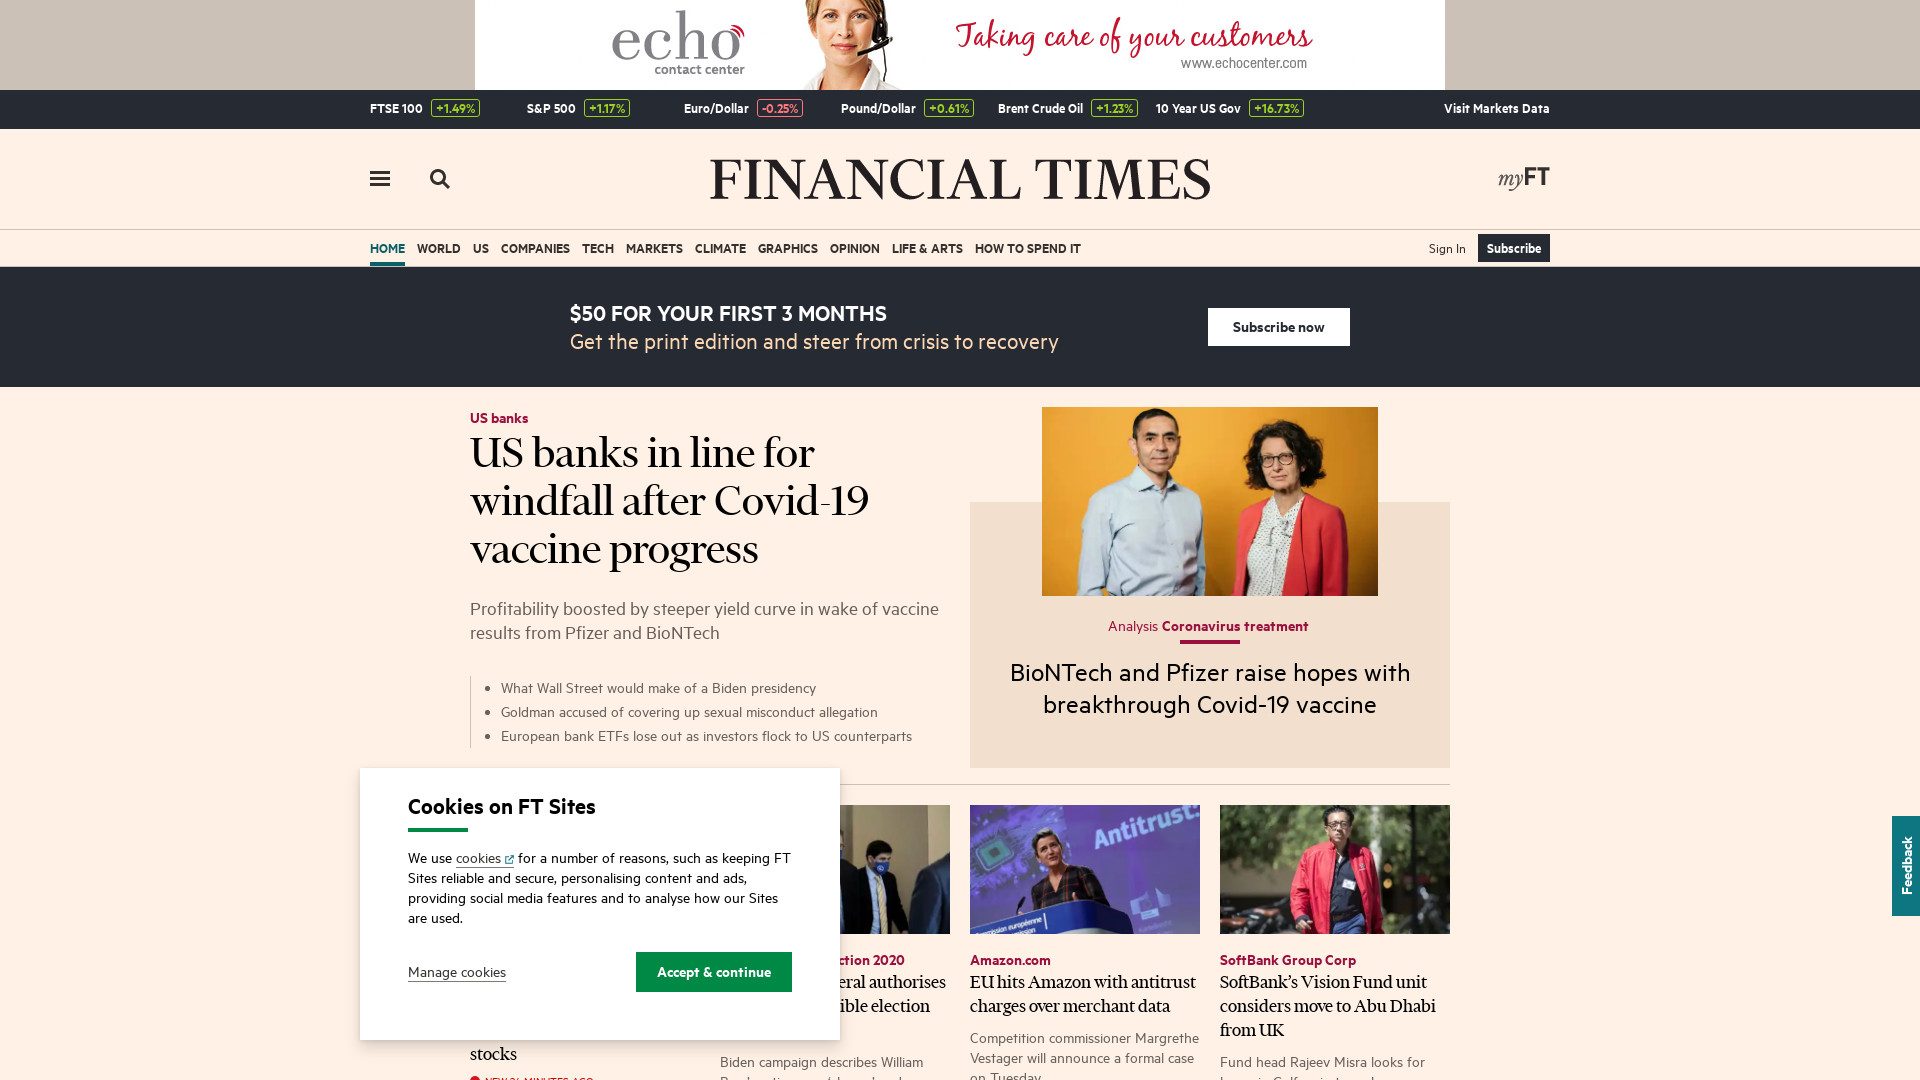 echo
contact center
Taking care of your customers
www.echocenter.com
FTSE 100 +1.49% S&P 500 +1.17% Euro/Dollar -0.25% Pound/Dollar +0.61% Brent Crude Oil +1.23% 10 Year US Gov +16.73% Visit Markets Data
FINANCIAL TIMES
myFT
HOME WORLD US COMPANIES TECH MARKETS CLIMATE GRAPHICS OPINION LIFE & ARTS HOW TO SPEND IT Sign In Subscribe
$50 FOR YOUR FIRST 3 MONTHS
Get the print edition and steer from crisis to recovery
Subscribe now
US banks
US banks in line for
windfall after Covid-19
vaccine progress
Profitability boosted by steeper yield curve in wake of vaccine
results from Pfizer and BioNTech
What Wall Street would make of a Biden presidency
Goldman accused of covering up sexual misconduct allegation
European bank ETFs lose out as investors flock to US counterparts
Analysis Coronavirus treatment
BioNTech and Pfizer raise hopes with
breakthrough Covid-19 vaccine
Cookies on FT Sites
We use cookies for a number of reasons, such as keeping FT
Sites reliable and secure, personalising content and ads,
providing social media features and to analyse how our Sites
are used.
Manage cookies
Accept & continue
stocks
2020
election
Biden campaign describes William
Antitrust.
Amazon.com
EU hits Amazon with antitrust
charges over merchant data
Competition commissioner Margrethe
Vestager will announce a formal case
on Tuesday
SoftBank Group Corp
SoftBank's Vision Fund unit
considers move to Abu Dhabi
from UK
Fund head Rajeev Misra looks for
Feedback